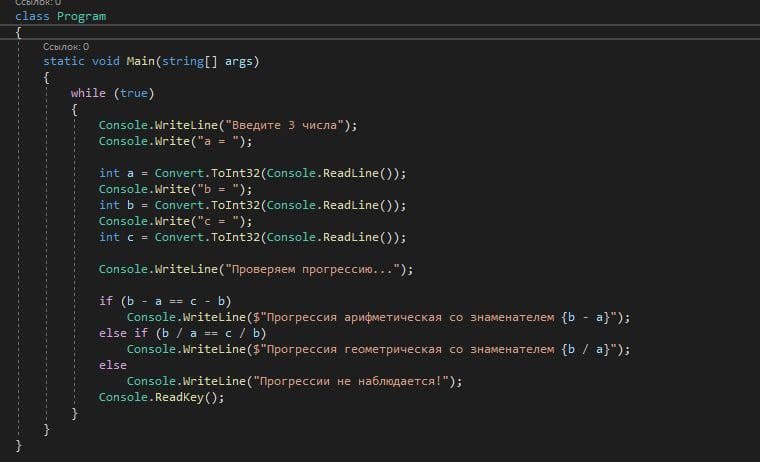 Ссылок: 0
class Program
{
Ссылок: 0
static void Main(string[] args)
{
while (true)
{
Console.WriteLine("Введите 3 числа");
Console.Write("a = ");
int a = Convert.ToInt32(Console.ReadLine());
Console.Write("b = ");
int b = Convert.ToInt32(Console.ReadLine());
Console.Write("c = ");
int c = Convert.ToInt32(Console.ReadLine());
Console.WriteLine("Проверяем прогрессию...");
if (b - a == c - b)
Console.WriteLine($"Прогрессия арифметическая со знаменателем {b - a}");
else if (b / a == c / b)
Console.WriteLine($"Прогрессия геометрическая со знаменателем {b / a}");
else
Console.WriteLine("Прогрессии не наблюдается!");
Console.ReadKey();
}
}
}